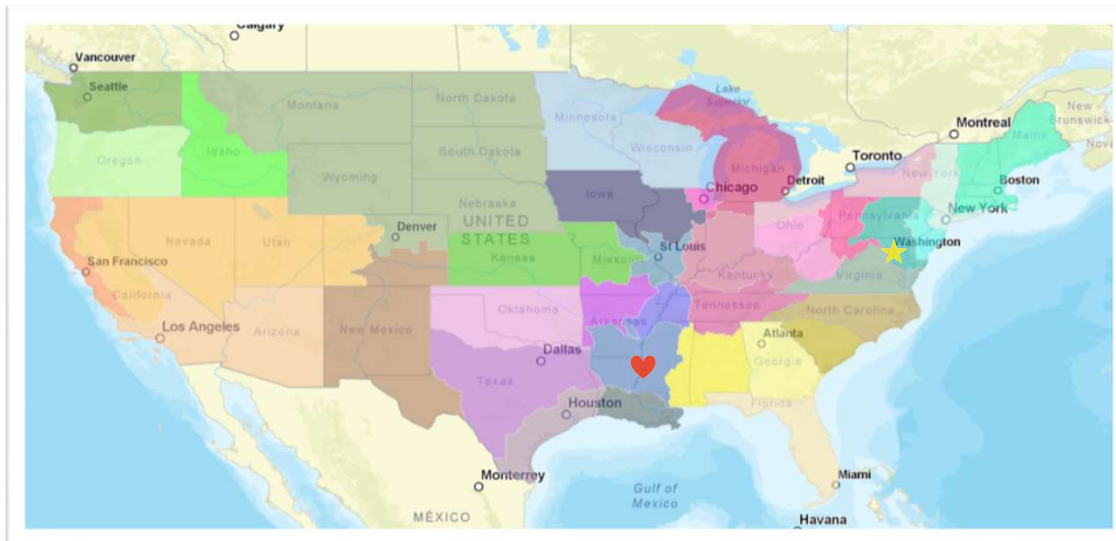 Calgary
Vancouver
Seattle
Montana
North Dakota
Lake
Superior
New
Brunswick
Minnesota
Montreal
Maine
Oregon
Idaho
South Dakota
Wisconsin
Toronto
Wyoming
Michigan
New York
Detroit
Boston
Iowa
Chicago
Nebraska
New York
Pennsylvania
UNITED
STATES
Denver
Ohio
Nevada
Utah
St Louis
Washington
San Francisco
Kansas
Missouri
Kentucky
Virginia
California
Los Angeles
Arizona
New Mexico
Oklahoma
Arkansas
Tennessee
North Carolina
Atlanta
Dallas
Georgia
Texas
Houston
Florida
Monterrey
Miami
Gulf of
Mexico
MÉXICO
Havana